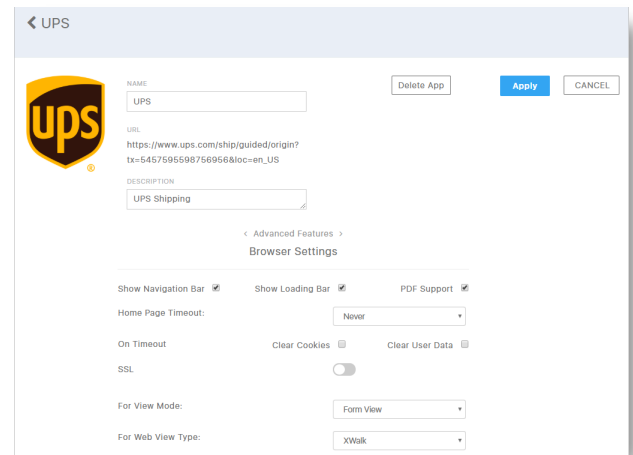 UPS
ups
®
NAME
UPS
Delete App
Apply
CANCEL
URL
https://www.ups.com/ship/guided/origin?
tx=5457595598756956&loc=en_US
DESCRIPTION
UPS Shipping
< Advanced Features >
Browser Settings
Show Navigation Bar Show Loading Bar PDF Support
Home Page Timeout: Never
On Timeout Clear Cookies Clear User Data
SSL
For View Mode: Form View
For Web View Type: XWalk